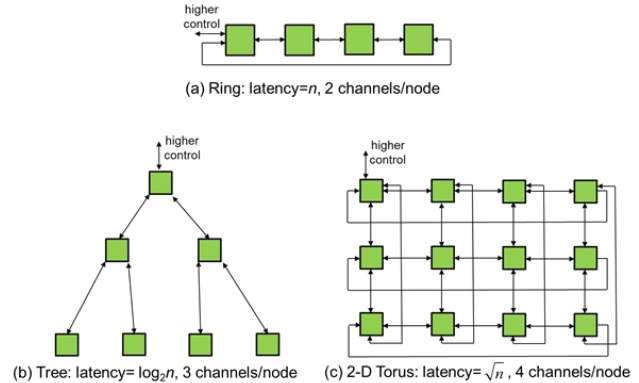 higher
control
(a) Ring: latency=n, 2 channels/node
higher
control
(b) Tree: latency= log₂n, 3 channels/node
higher
control
(c) 2-D Torus: latency= √n , 4 channels/node